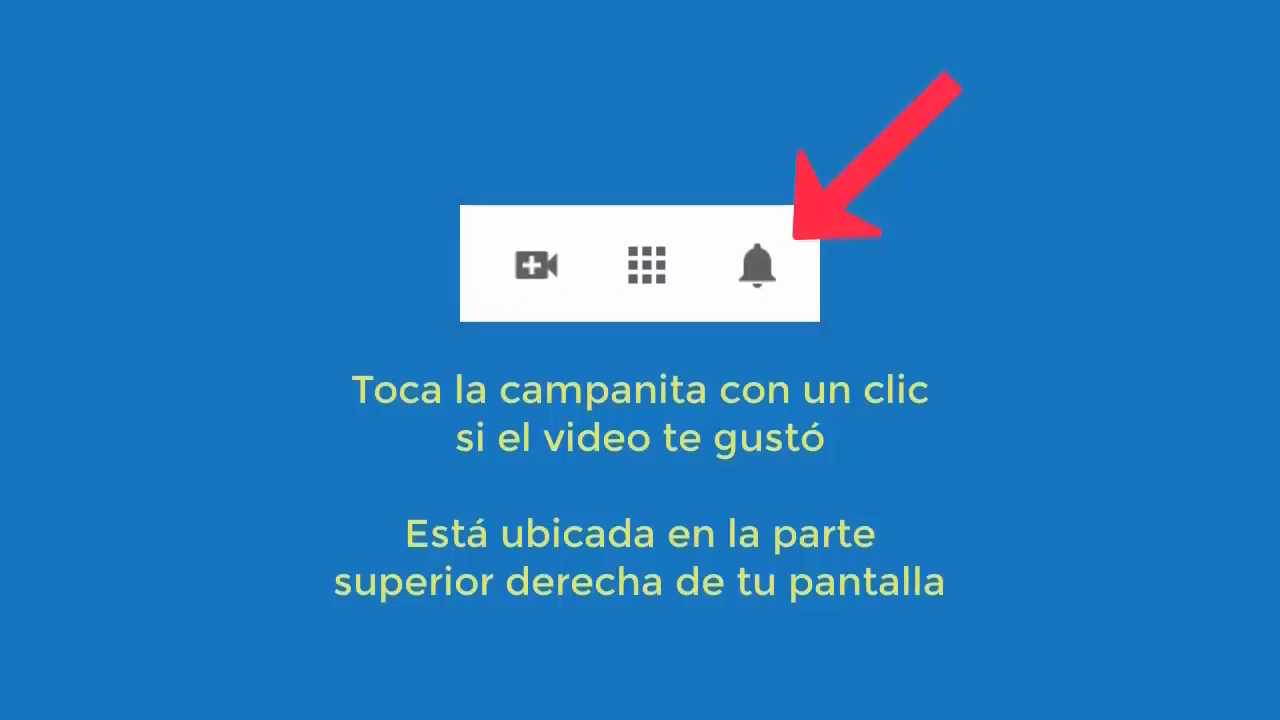 Toca la campanita con un clic
si el video te gustó
Está ubicada en la parte
superior derecha de tu pantalla